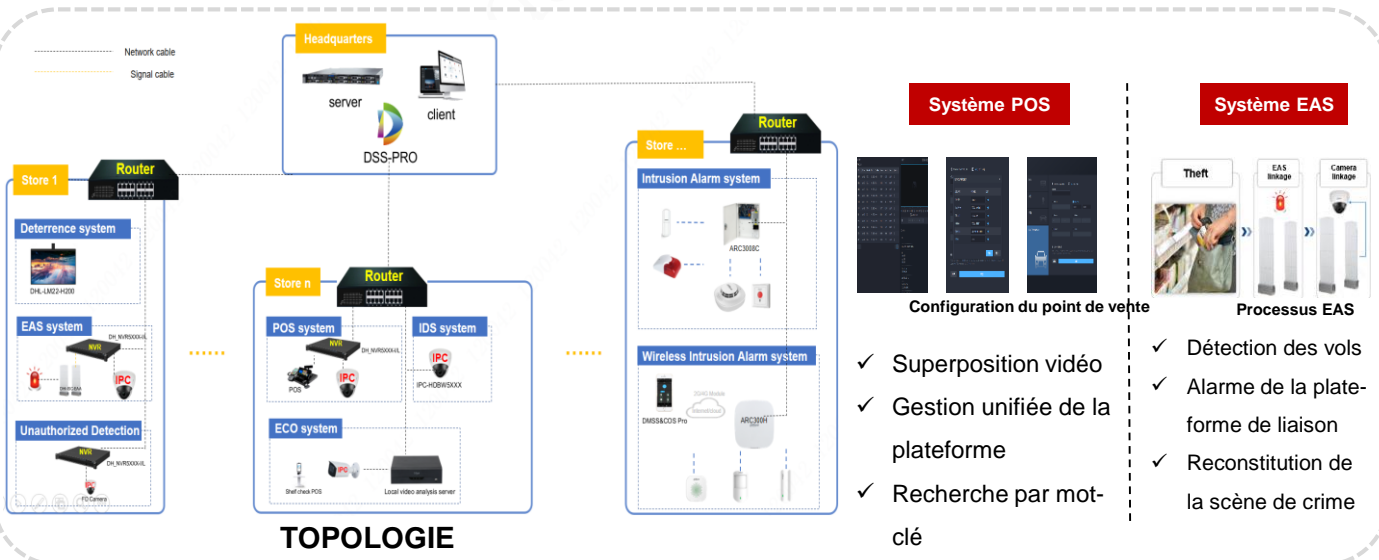 Network cable
Signal cable
Headquarters
server
client
DSS-PRO
Router
Store 1
Deterrence system
DHL-LM22-H200
EAS system
DH_NVR5XXX-I/L
NVR
IPC
Unauthorized Detection
NVR
DH_NVR5XXX-I/L
FD Camera
Router
Store n
POS system
DH_NVR5XXX-I/L
NVR
POS
IPC
IDS system
IPC
IPC-HDBW5XXX
ECO system
IPC
Shelf check POS
Local video analysis server
TOPOLOGIE
Router
Store ...
Intrusion Alarm system
ARC3008C
Wireless Intrusion Alarm system
2G/4G Mobile
DMSS&COS Pro
ARC300H
Système POS
Configuration du point de vente
✓ Superposition vidéo
✓ Gestion unifiée de la
plateforme
✓ Recherche par mot-
clé
Système EAS
Theft
EAS
linkage
Camera
linkage
Processus EAS
✓ Détection des vols
✓ Alarme de la plate-
forme de liaison
✓ Reconstitution de
la scène de crime